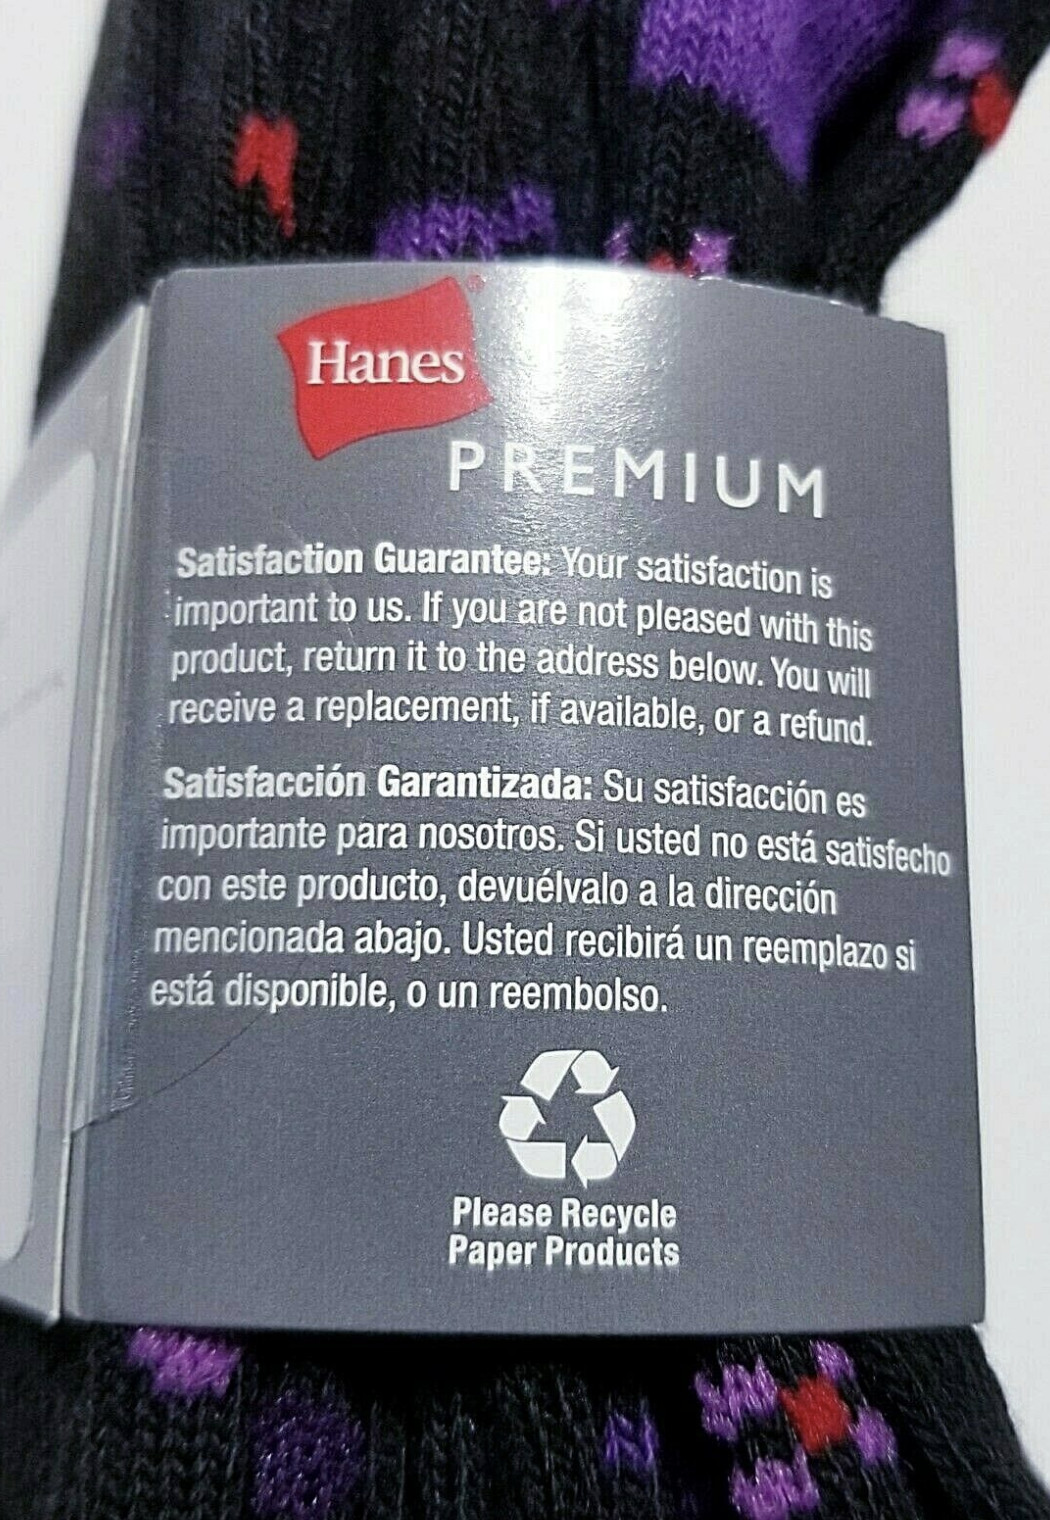 Hanes
PREMIUM
Satisfaction Guarantee: Your satisfaction is
important to us. If you are not pleased with this
product, return it to the address below. You will
receive a replacement, if available, or a refund.
Satisfacción Garantizada: Su satisfacción es
importante para nosotros. Si usted no está satisfecho
con este producto, devuélvalo a la dirección
mencionada abajo. Usted recibirá un reemplazo si
está disponible, o un reembolso.
Please Recycle
Paper Products